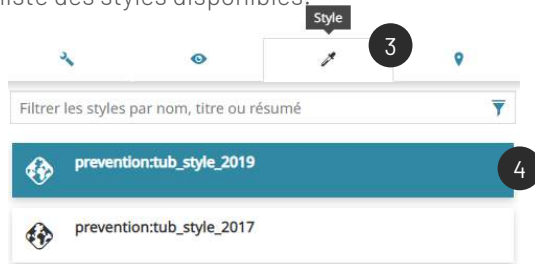 liste des styles disponibles.
Style
3
Filtrer les styles par nom, titre ou résumé
prevention:tub_style_2019
4
prevention:tub_style_2017